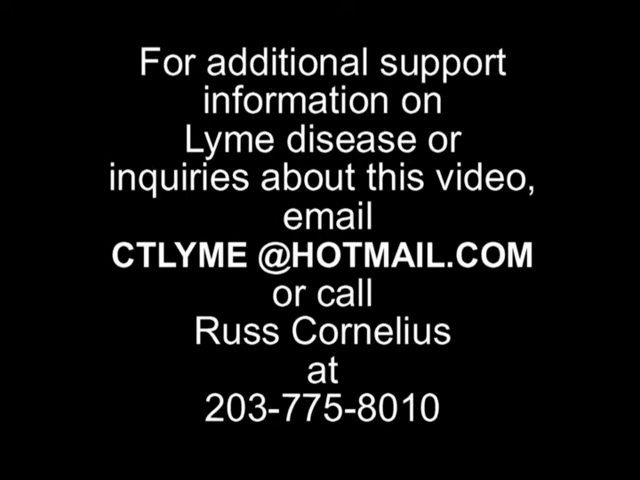 For additional support
information on
Lyme disease or
inquiries about this video,
email
CTLYME @HOTMAIL.COM
or call
Russ Cornelius
at
203-775-8010